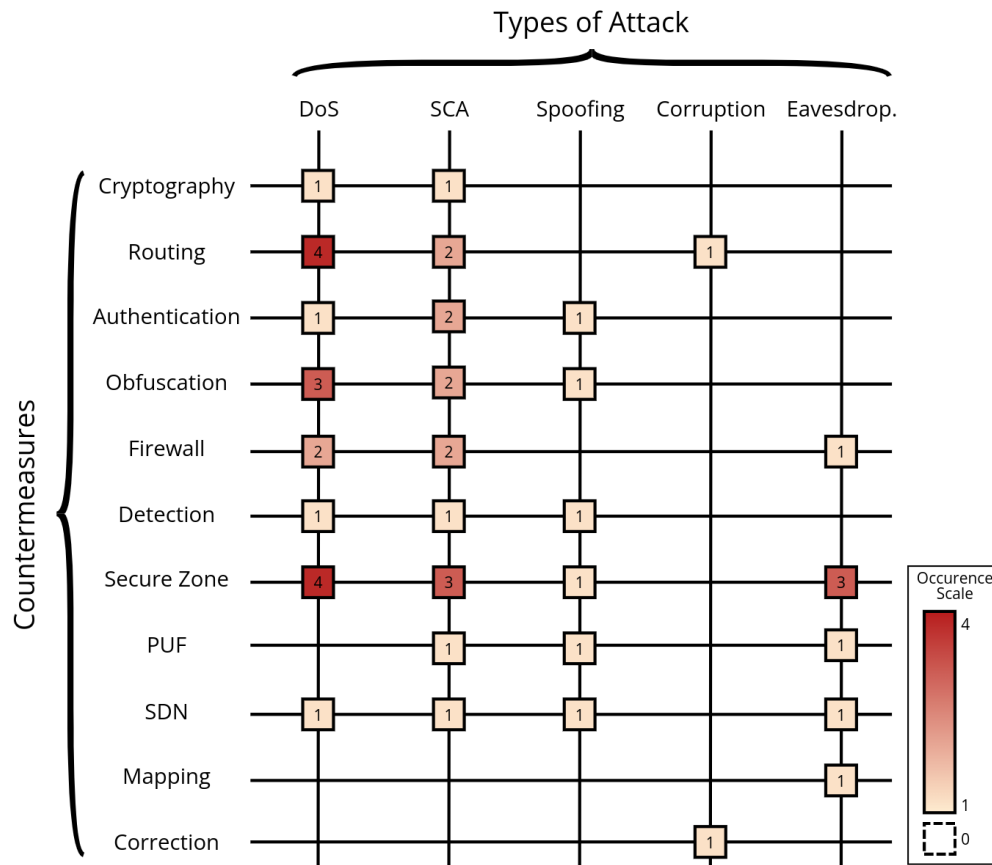 Types of Attack
DoS SCA Spoofing Corruption Eavesdrop.
Countermeasures
Cryptography 1 1
Routing 4 2 1
Authentication 1 2 1
Obfuscation 3 2 1
Firewall 2 2 1
Detection 1 1 1
Secure Zone 4 3 1 3
PUF 1 1 1
SDN 1 1 1 1
Mapping 1
Correction 1
Occurence
Scale
4
1
0